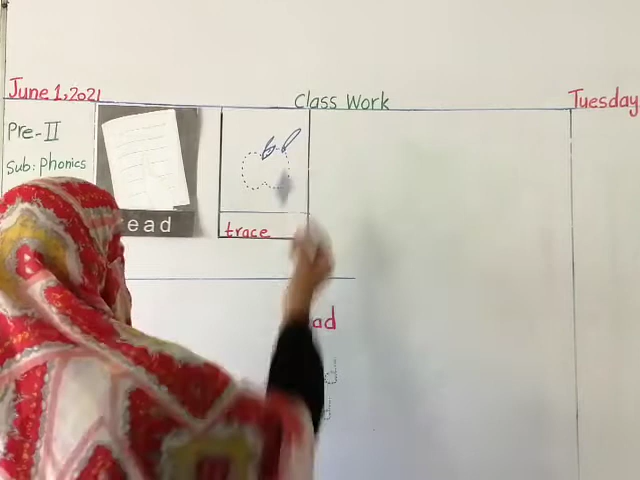 June 1, 2021
Class Work
Tuesday
Pre-II
Sub: Phonics
ead
trace
ad
d
d